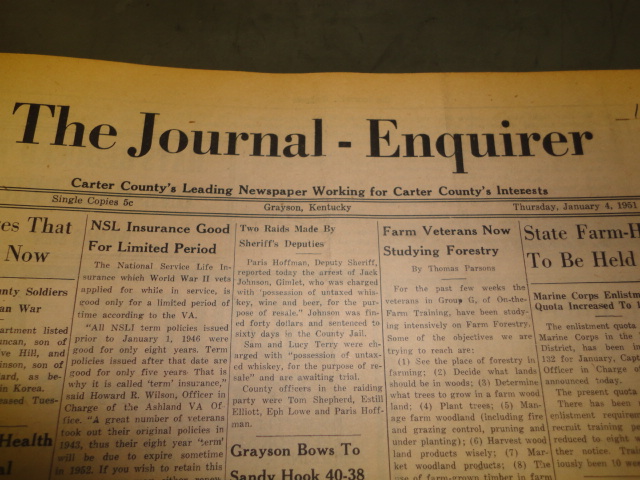 The Journal - Enquirer
Carter County's Leading Newspaper Working for Carter County's Interests
Single Copies 5c
Grayson, Kentucky
Thursday, January 4, 1951
es That
Now
nty Soldiers
an War
artment listed
uncan, son of
ve Hill, and
inson, son of
ard, as be-
in Korea.
eased Tues-
Health
al
NSL Insurance Good
For Limited Period
The National Service Life In-
surance which World War II vets
applied for while in service, is
good only for a limited period of
time according to the VA.
"All NSLI term policies issued
prior to January 1, 1946 were
good for only eight years. Term
policies issued after that date are
good for only five years. That is
why it is called 'term' insurance,"
said Howard R. Wilson, Officer in
Charge of the Ashland VA Of
fice. "A great number of veterans
took out their original policies in
1943, thus their eight year 'term'
will be due to expire sometime
in 1952. If you wish to retain this
Two Raids Made By
Sheriff's Deputies
Paris Hoffman, Deputy Sheriff,
reported today the arrest of Jack
Johnson, Gimlet, who was charged
with 'possession of untaxed whis-
key, wine and beer, for the pur-
pose of resale." Johnson was fin-
ed forty dollars and sentenced to
sixty days in the County Jail.
Sam and Lucy Terry were ch-
arged with "possession of untax-
ed whiskey, for the purpose of re-
sale" and are awaiting trial.
County officers in the raiding
party were Tom Shepherd, Estill
Elliott, Eph Lowe and Paris Hoff-
man.
Grayson Bows To
Sandy Hook 40-38
Farm Veterans Now
Studying Forestry
By Thomas Parsons
For the past few weeks the
veterans in Group G, of On-the-
Farm Training, have been study-
ing intensively on Farm Forestry.
Some of the objectives we are
trying to reach are:
(1) See the place of forestry in
farming; (2) Decide what lands
should be in woods; (3) Determine
what trees to grow in a farm wood
land; (4) Plant trees; (5) Man-
age farm woodland (including fire
and grazing control, pruning and
under planting); (6) Harvest wood
land products wisely; (7) Mar-
ket woodland products; (8) The
use of farm-grown timber in farm
State Farm-H
To Be Held
Marine Corps Enlistm
Quota Increased To 1
The enlistment quota
Marine Corps in the
District, has been in
132 for January, Capt
Officer in Charge of
announced today.
The present quota
There has been
enlistment requirem
recruit training pe
reduced to eight w
ther notice. Train
iously been 10 w